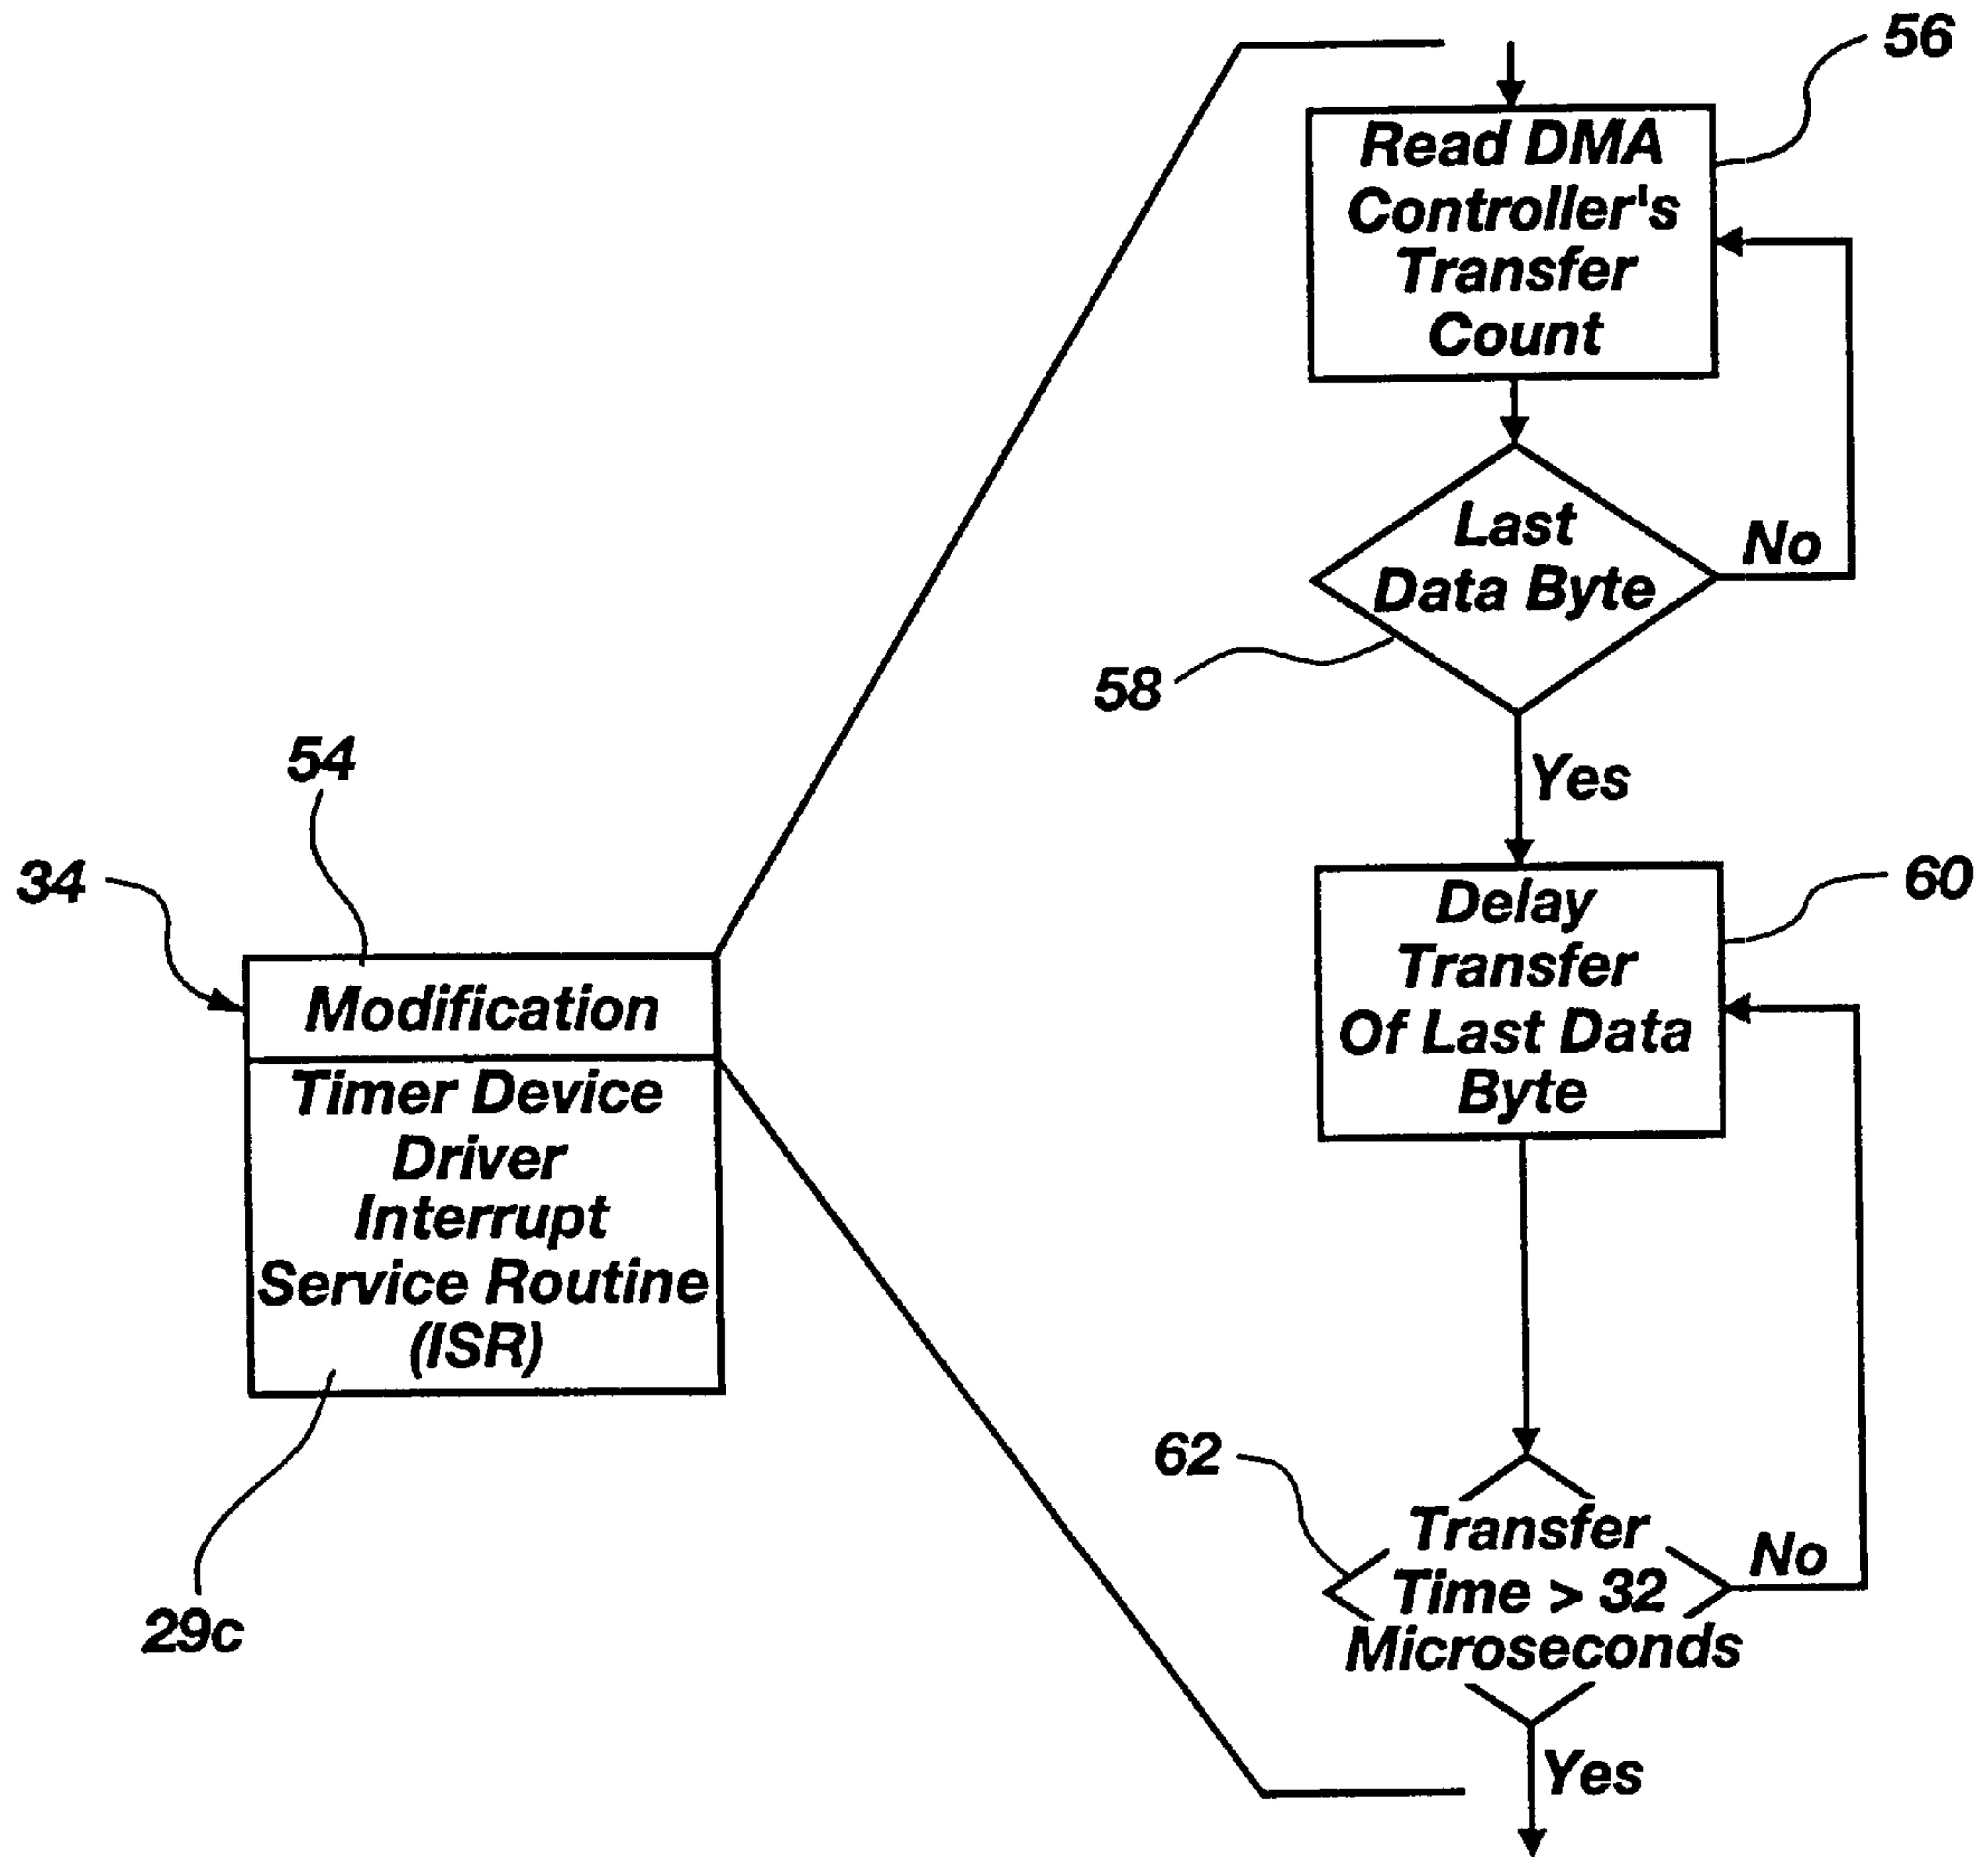 54
34
Modification
Timer Device
Driver
Interrupt
Service Routine
(ISR)
29c
56
Read DMA
Controller's
Transfer
Count
Last
Data Byte
No
58
Yes
60
Delay
Transfer
Of Last Data
Byte
62
Transfer
Time > 32
Microseconds
No
Yes